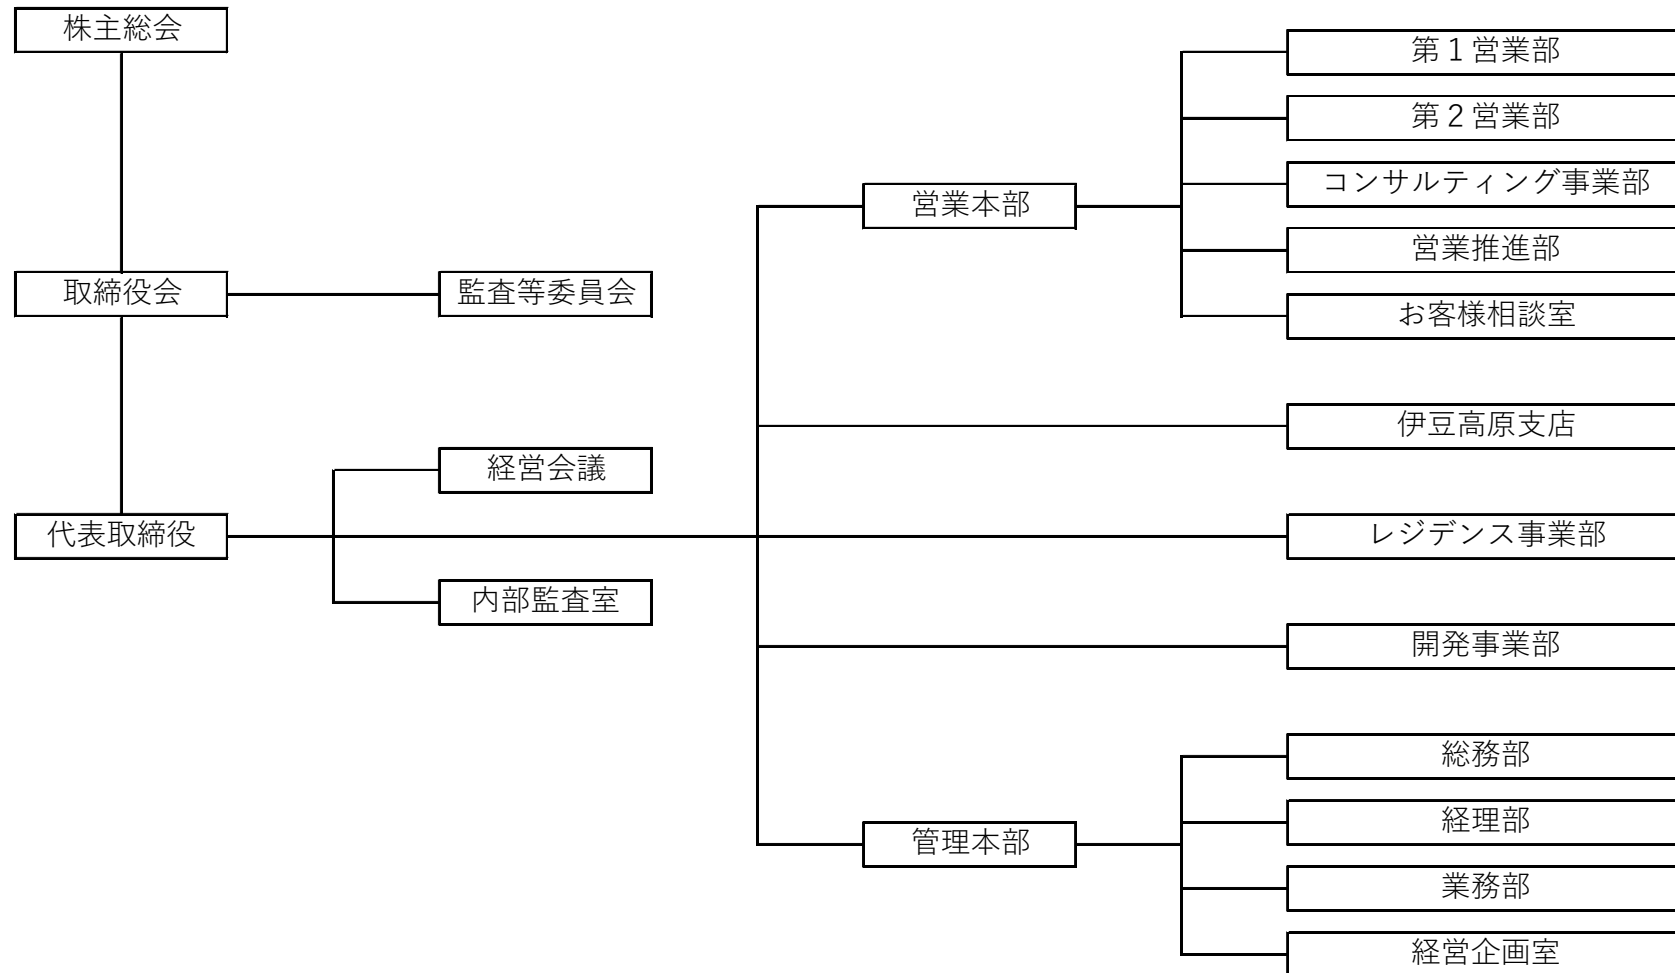 株主総会
取締役会
監査等委員会
代表取締役
経営会議
内部監査室
営業本部
第１営業部
第２営業部
コンサルティング事業部
営業推進部
お客様相談室
伊豆高原支店
レジデンス事業部
開発事業部
管理本部
総務部
経理部
業務部
経営企画室